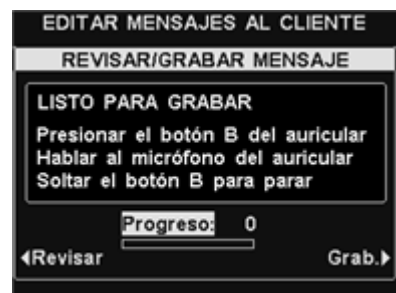 EDITAR MENSAJES AL CLIENTE
REVISAR/GRABAR MENSAJE
LISTO PARA GRABAR
Presionar el botón B del auricular
Hablar al micrófono del auricular
Soltar el botón B para parar
Progreso: 0
◀Revisar Grab.▶